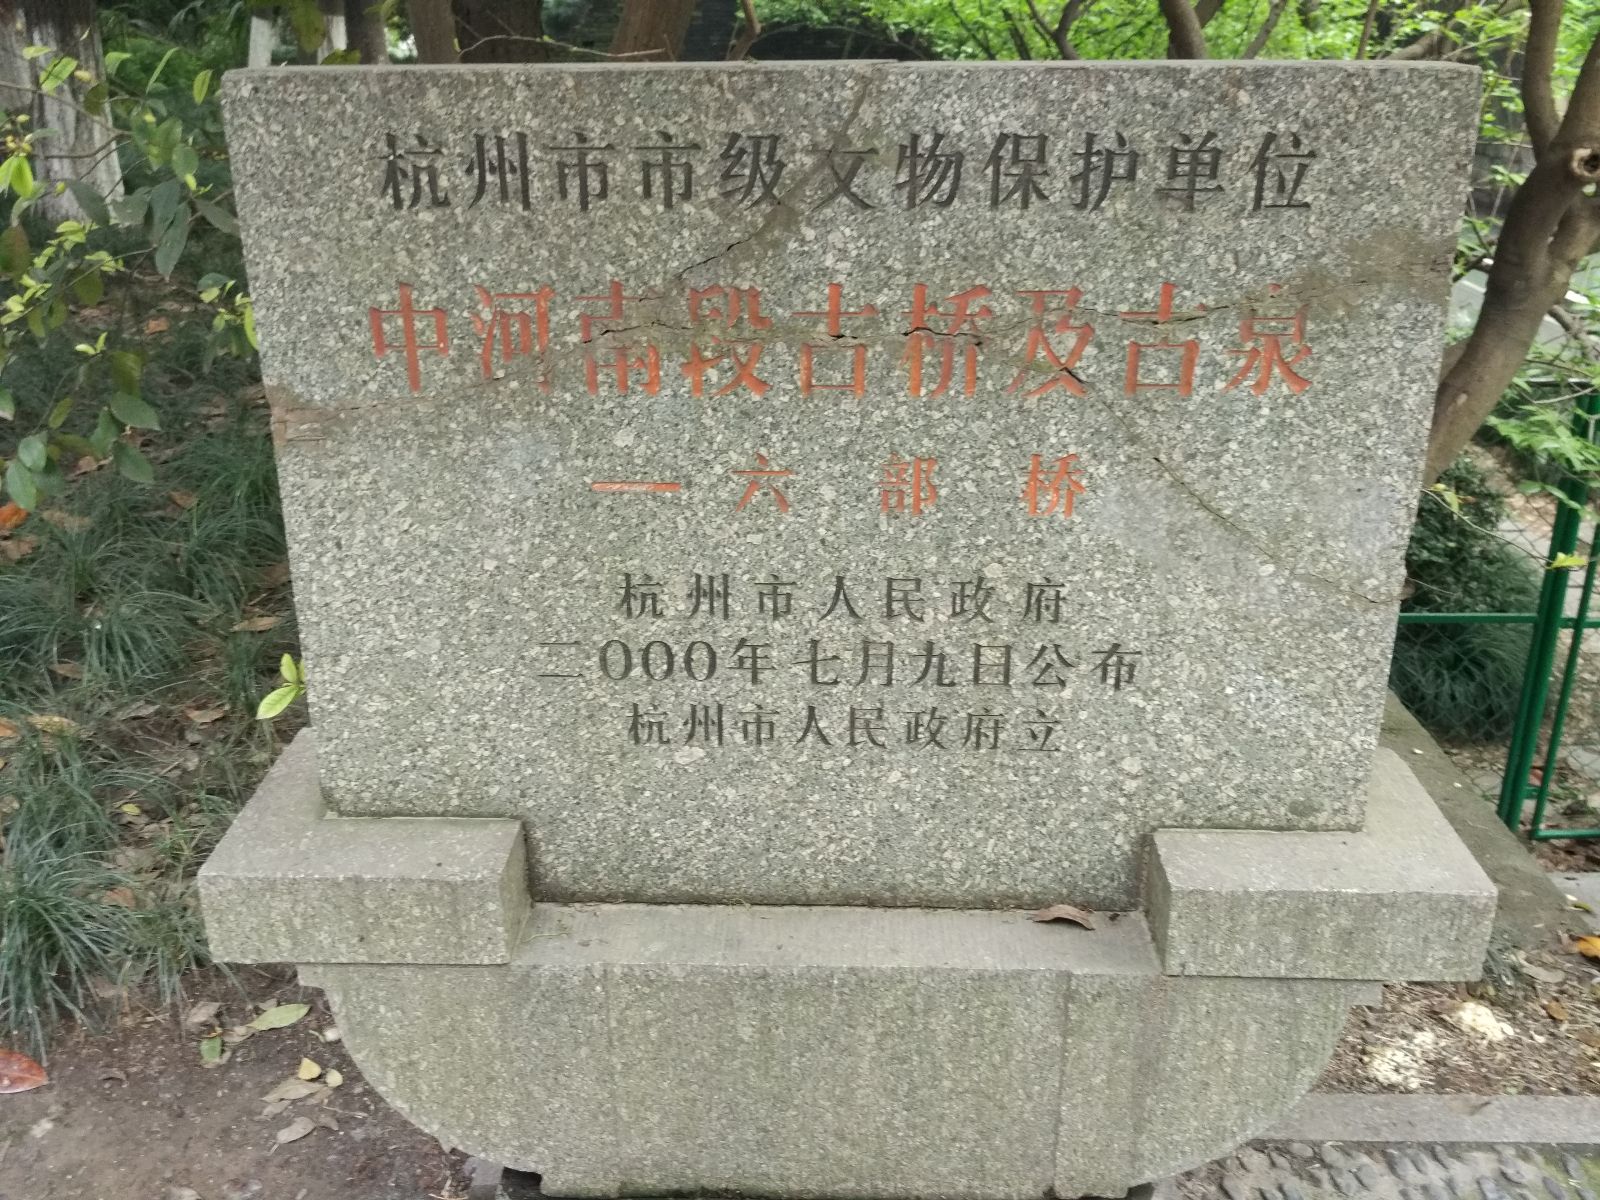 杭州市市级文物保护单位
中河南段古桥及古泉
一六部桥
杭州市人民政府
二000年七月九日公布
杭州市人民政府立